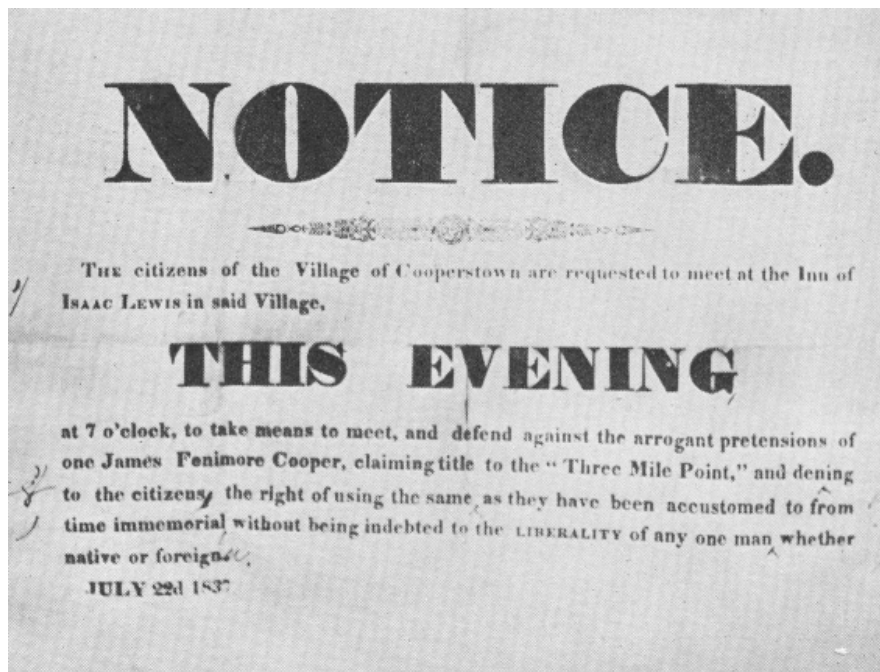 NOTICE.
THE citizens of the Village of Cooperstown are requested to meet at the Inn of
ISAAC LEWIS in said Village,
THIS EVENING
at 7 o'clock, to take means to meet, and defend against the arrogant pretensions of
one James Fenimore Cooper, claiming title to the "Three Mile Point," and dening
to the citizens, the right of using the same, as they have been accustomed to from
time immemorial, without being indebted to the LIBERALITY of any one man, whether
native or foreign.
JULY 22d 1837